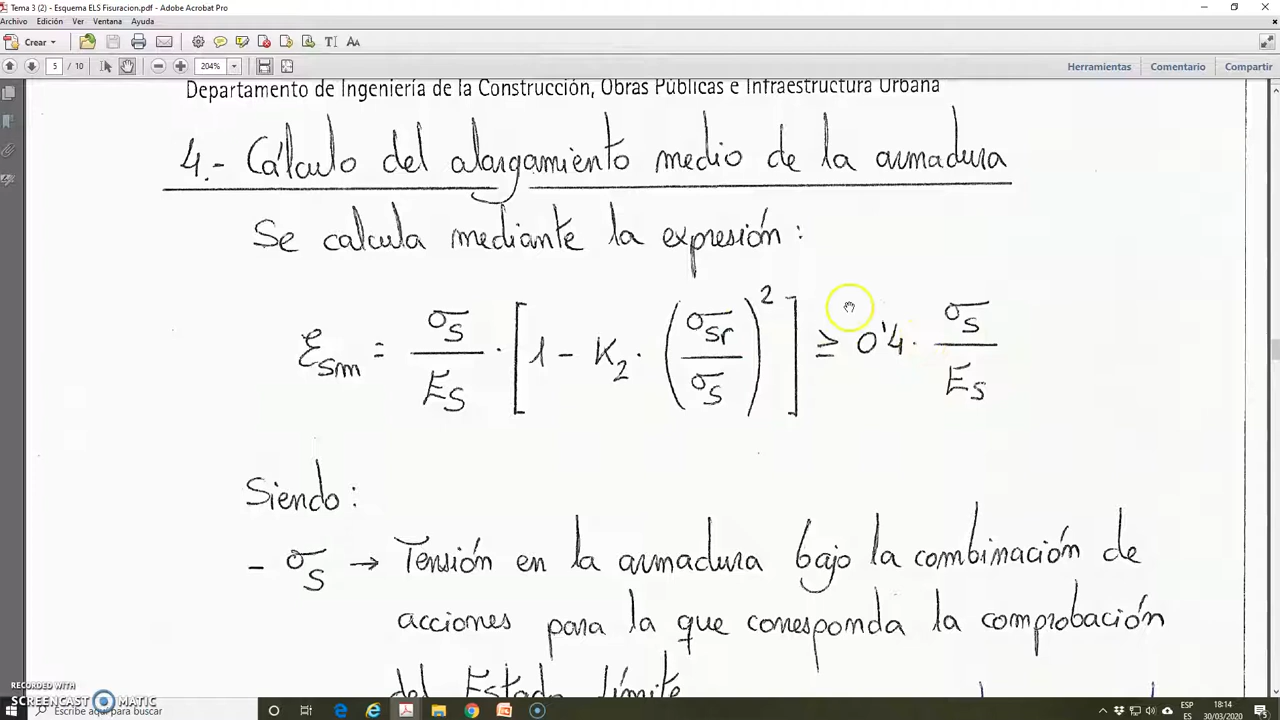 Tema 3 (2) - Esquema ELS Fisuracion.pdf - Adobe Acrobat Pro
Archivo Edición Ver Ventana Ayuda
Crear
5 / 10 204% Herramientas Comentario Compartir
Departamento de Ingeniería de la Construcción, Obras Públicas e Infraestructura Urbana
4.- Cálculo del alargamiento medio de la armadura
Se calcula mediante la expresión:
εsm = σs/Es · [1 - K2 · (σsr/σs)²] ≥ 0'4 · σs/Es
Siendo:
- σs → Tensión en la armadura bajo la combinación de
acciones para la que corresponda la comprobación
del Estado límite
RECORDED WITH
SCREENCAST MATIC
Escribe aquí para buscar
ESP
18:14
30/03/2020